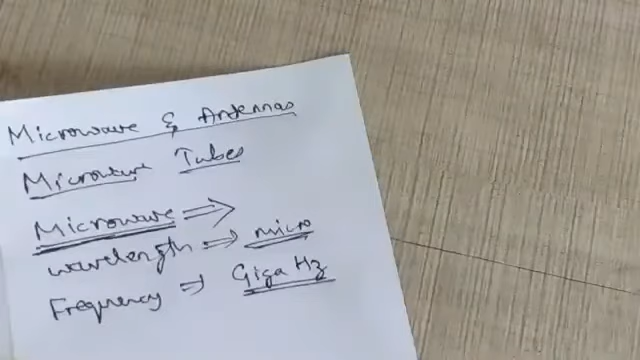 Microwave & Antennas
Microwave Tubes
Microwave ⇒
wavelength ⇒ micro
Frequency ⇒ Giga Hz